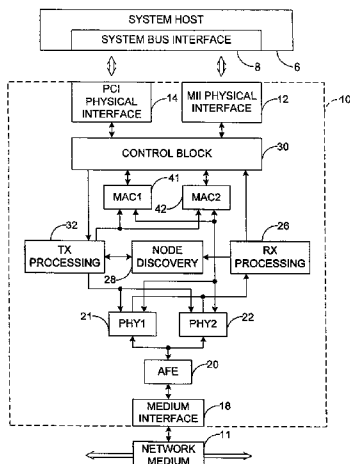 SYSTEM HOST
SYSTEM BUS INTERFACE
8
6
PCI
PHYSICAL
INTERFACE
14
MII PHYSICAL
INTERFACE
12
10
CONTROL BLOCK
30
MAC1
41
42
MAC2
32
TX
PROCESSING
NODE
DISCOVERY
28
26
RX
PROCESSING
21
PHY1
PHY2
22
AFE
20
MEDIUM
INTERFACE
18
11
NETWORK
MEDIUM